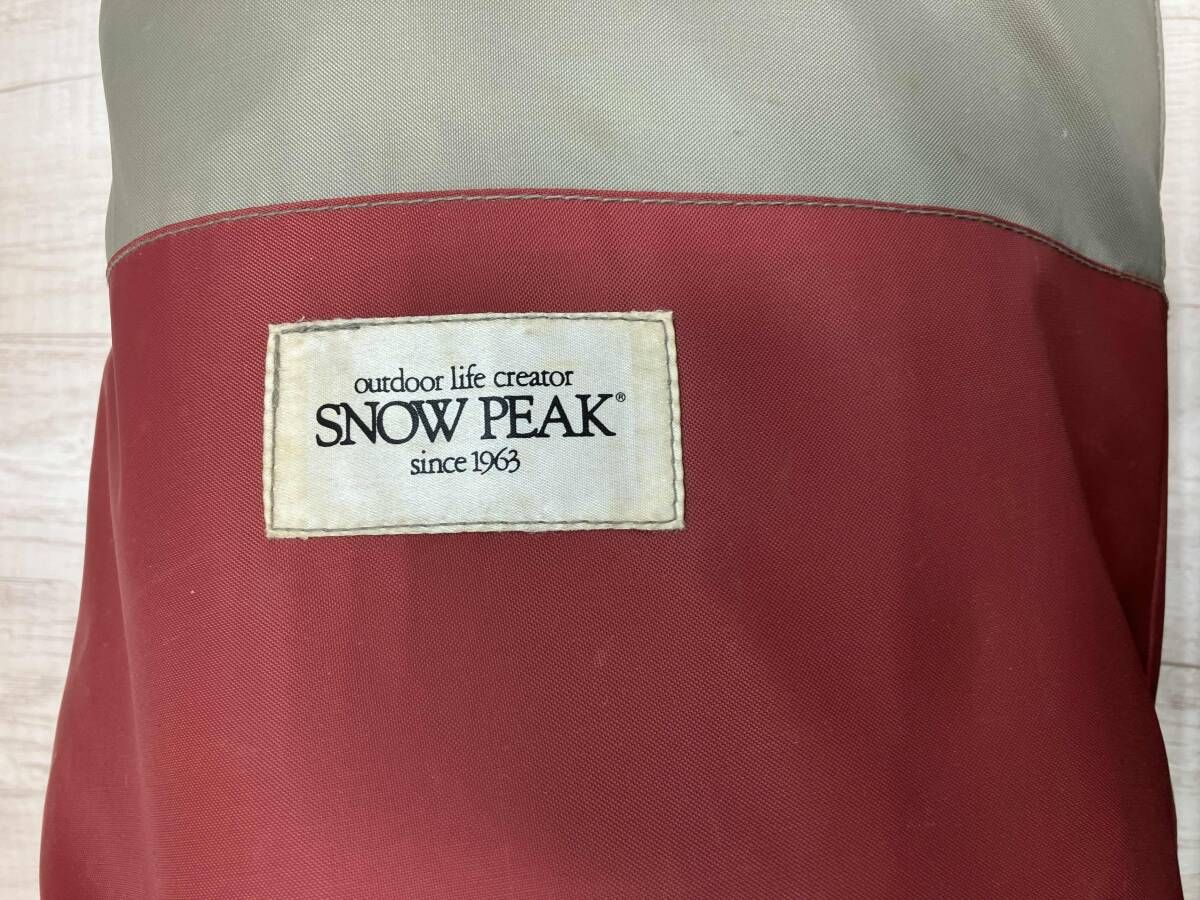 outdoor life creator
SNOW PEAK®
since 1963